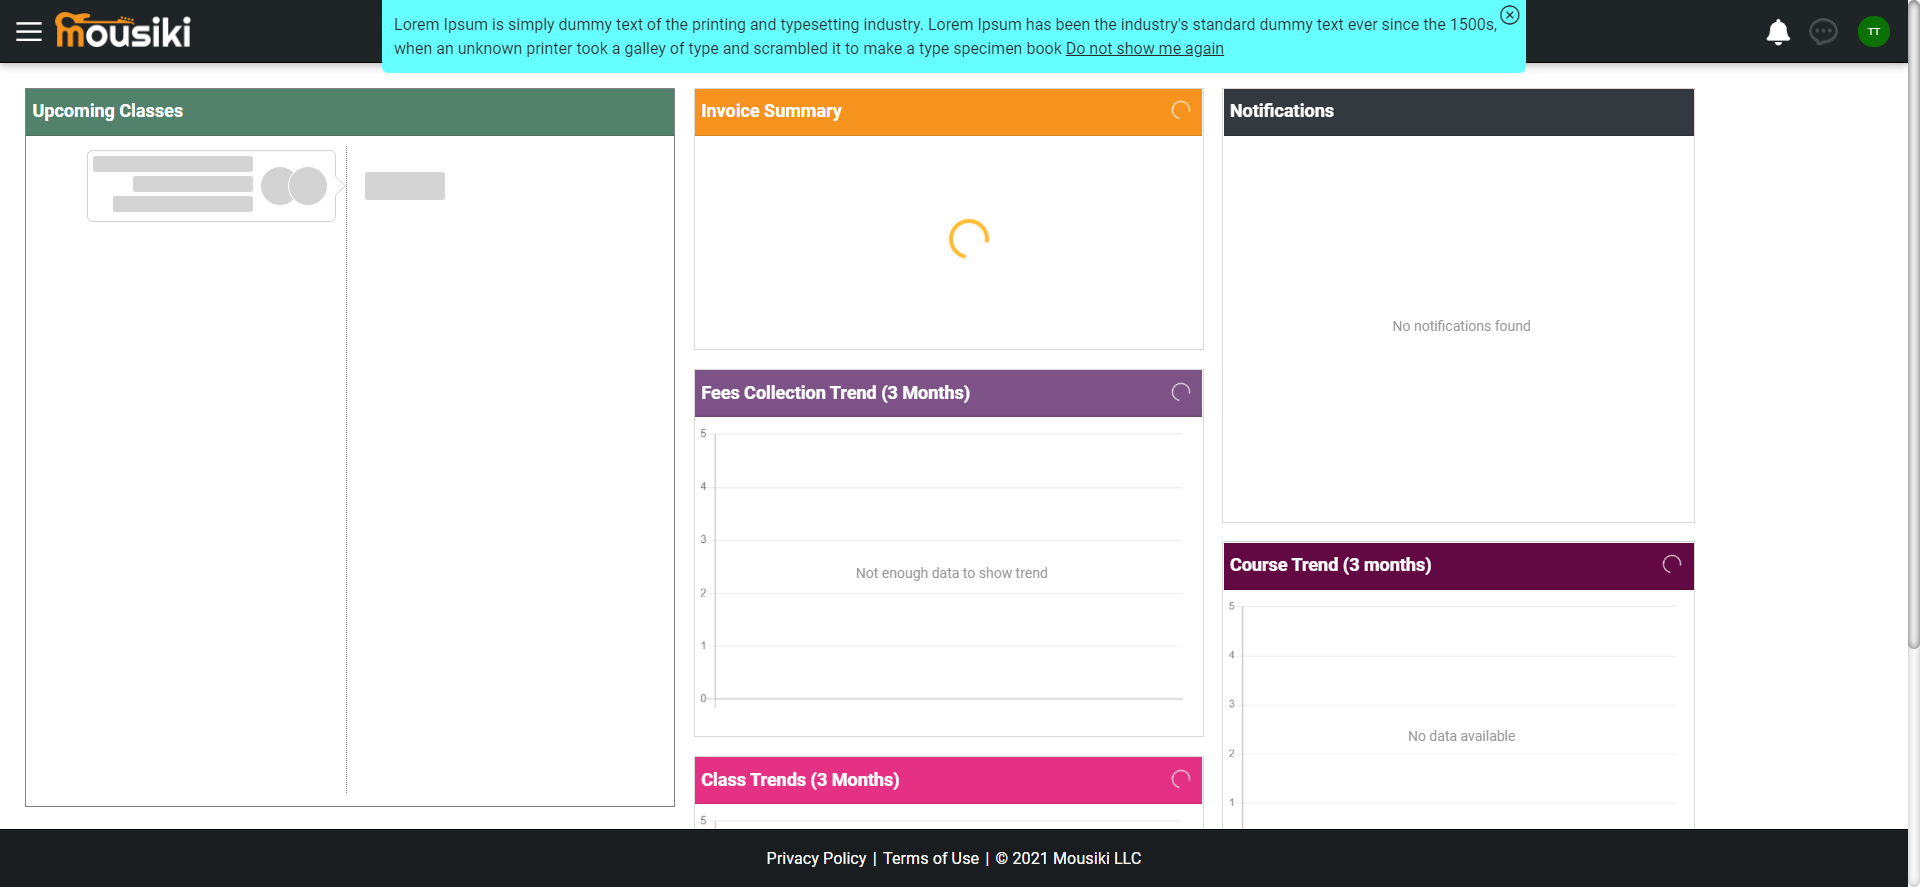 mousiki
Lorem Ipsum is simply dummy text of the printing and typesetting industry. Lorem Ipsum has been the industry's standard dummy text ever since the 1500s,
when an unknown printer took a galley of type and scrambled it to make a type specimen book Do not show me again
TT
Upcoming Classes
Invoice Summary
Notifications
No notifications found
Fees Collection Trend (3 Months)
5
4
3
Not enough data to show trend
2
1
0
Course Trend (3 months)
5
4
3
No data available
2
1
Class Trends (3 Months)
5
Privacy Policy | Terms of Use | © 2021 Mousiki LLC